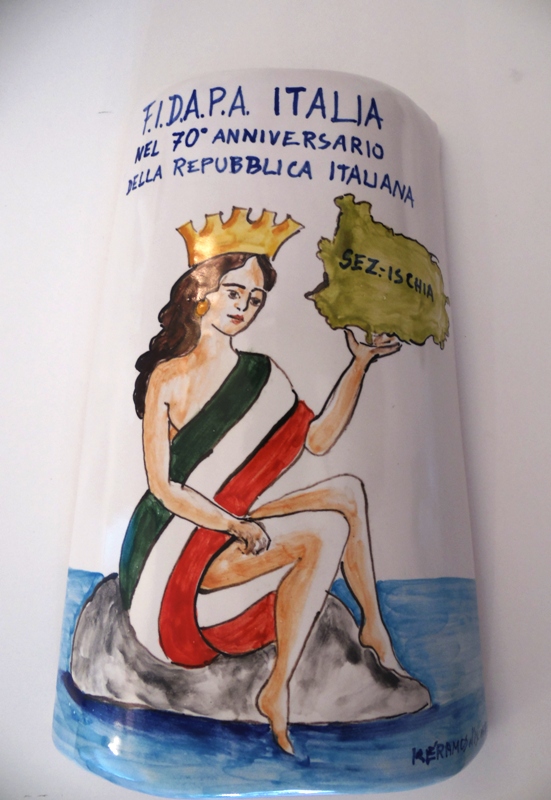 F.I.D.A.P.A. ITALIA
NEL 70° ANNIVERSARIO
DELLA REPUBBLICA ITALIANA
SEZ-ISCHIA